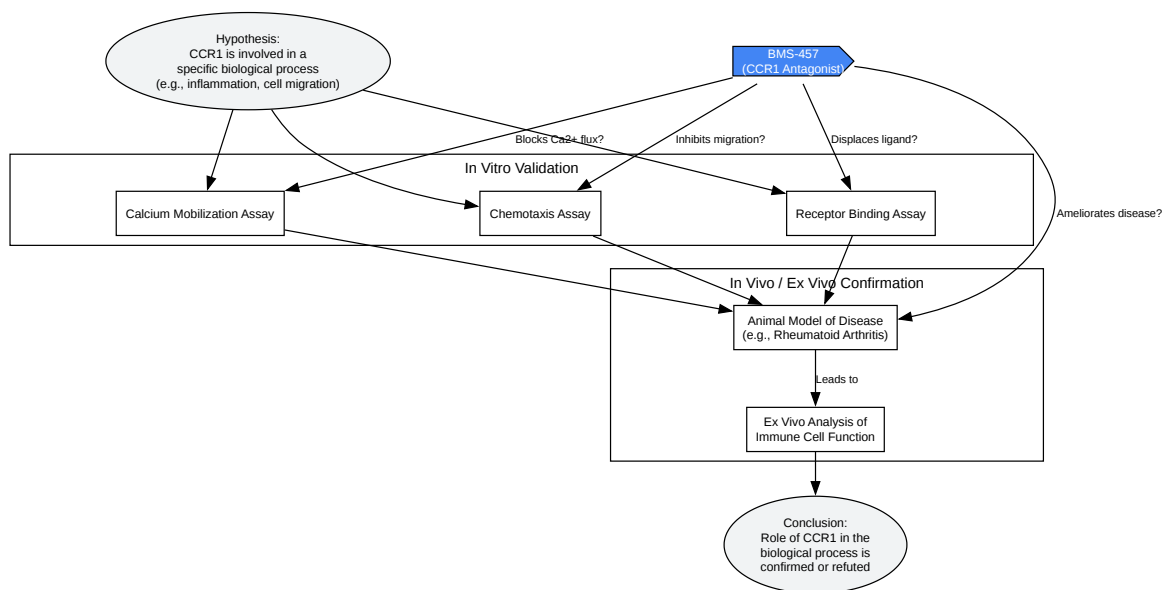 Hypothesis:
CCR1 is involved in a
specific biological process
(e.g., inflammation, cell migration)
BMS-457
(CCR1 Antagonist)
Blocks Ca2+ flux?
Inhibits migration?
Displaces ligand?
In Vitro Validation
Calcium Mobilization Assay
Chemotaxis Assay
Receptor Binding Assay
Ameliorates disease?
In Vivo / Ex Vivo Confirmation
Animal Model of Disease
(e.g., Rheumatoid Arthritis)
Leads to
Ex Vivo Analysis of
Immune Cell Function
Conclusion:
Role of CCR1 in the
biological process is
confirmed or refuted